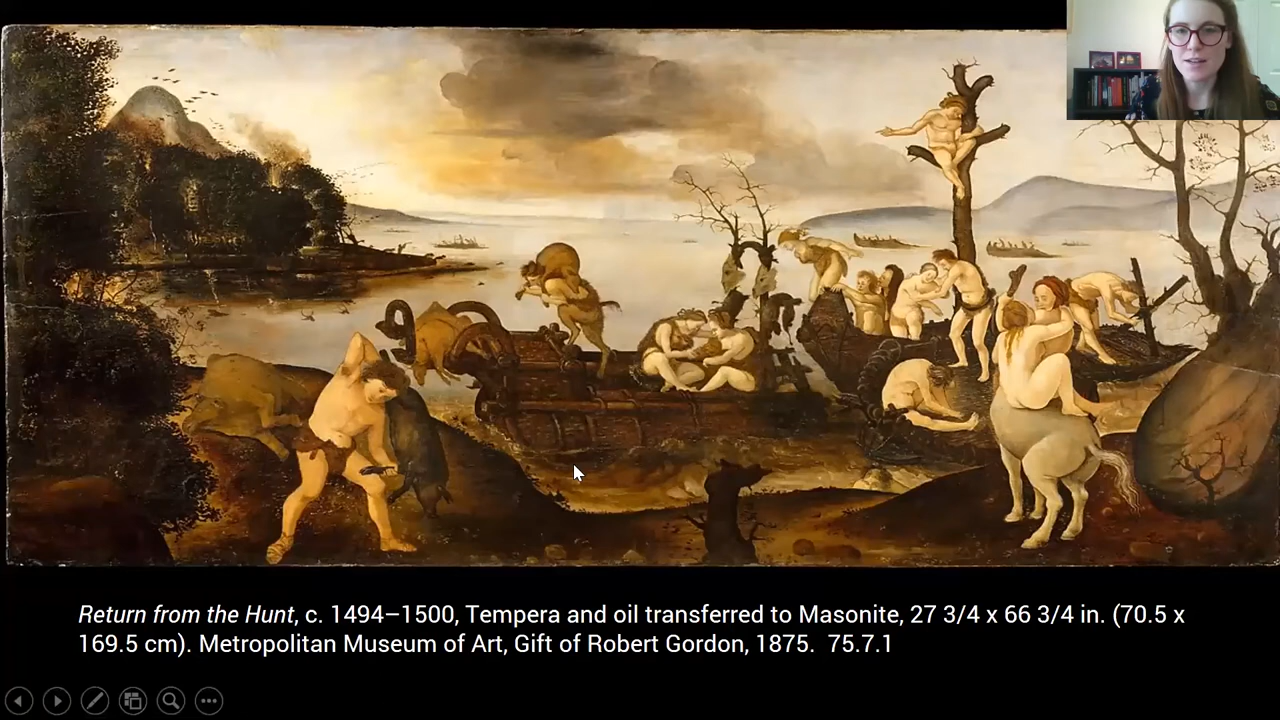 Return from the Hunt, c. 1494–1500, Tempera and oil transferred to Masonite, 27 3/4 x 66 3/4 in. (70.5 x
169.5 cm). Metropolitan Museum of Art, Gift of Robert Gordon, 1875.  75.7.1